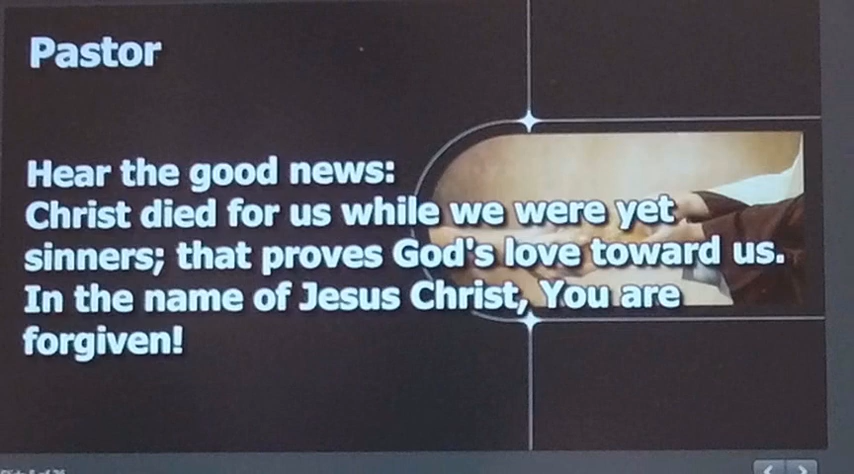 Pastor
Hear the good news:
Christ died for us while we were yet
sinners; that proves God's love toward us.
In the name of Jesus Christ, You are
forgiven!